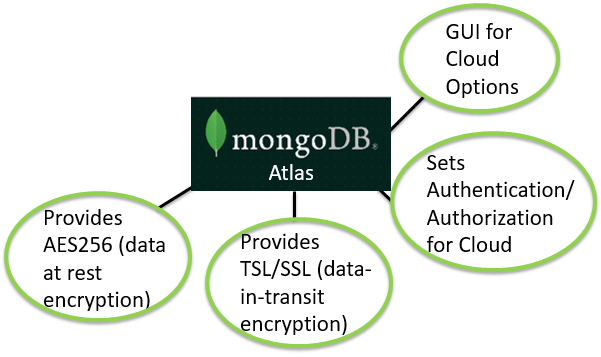 GUI for
Cloud
Options
mongoDB®
Atlas
Sets
Authentication/
Authorization
for Cloud
Provides
AES256 (data
at rest
encryption)
Provides
TSL/SSL (data-
in-transit
encryption)